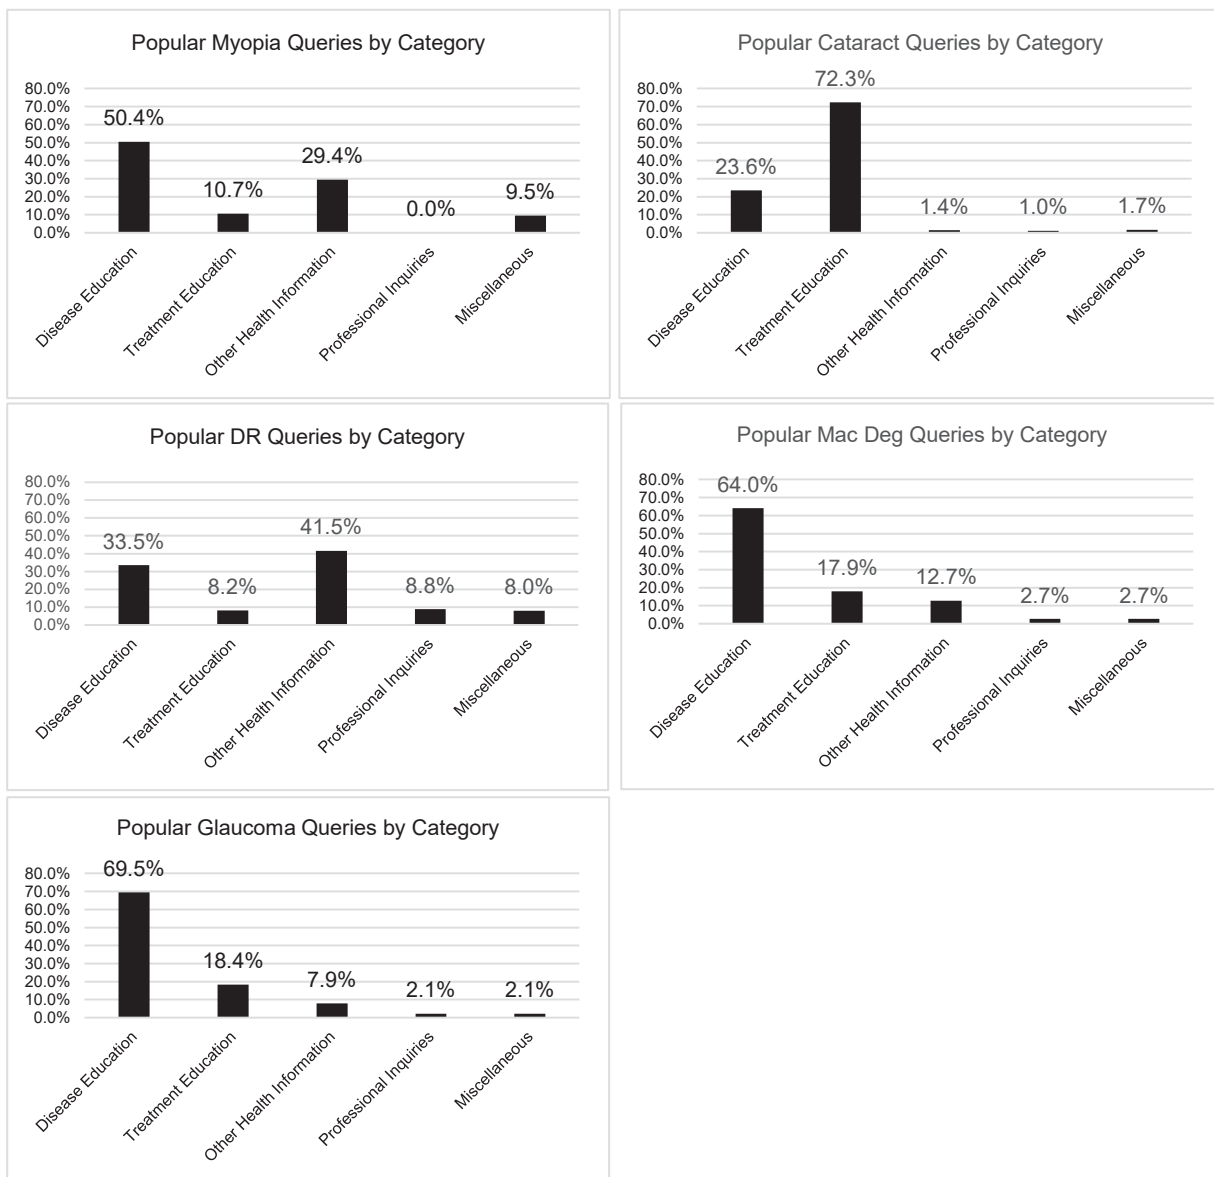 Popular Myopia Queries by Category
80.0%
70.0%
60.0%
50.0%
40.0%
30.0%
20.0%
10.0%
0.0%
50.4%
10.7%
29.4%
0.0%
9.5%
Disease Education
Treatment Education
Other Health Information
Professional Inquiries
Miscellaneous
Popular Cataract Queries by Category
80.0%
70.0%
60.0%
50.0%
40.0%
30.0%
20.0%
10.0%
0.0%
23.6%
72.3%
1.4%
1.0%
1.7%
Disease Education
Treatment Education
Other Health Information
Professional Inquiries
Miscellaneous
Popular DR Queries by Category
80.0%
70.0%
60.0%
50.0%
40.0%
30.0%
20.0%
10.0%
0.0%
33.5%
8.2%
41.5%
8.8%
8.0%
Disease Education
Treatment Education
Other Health Information
Professional Inquiries
Miscellaneous
Popular Mac Deg Queries by Category
80.0%
70.0%
60.0%
50.0%
40.0%
30.0%
20.0%
10.0%
0.0%
64.0%
17.9%
12.7%
2.7%
2.7%
Disease Education
Treatment Education
Other Health Information
Professional Inquiries
Miscellaneous
Popular Glaucoma Queries by Category
80.0%
70.0%
60.0%
50.0%
40.0%
30.0%
20.0%
10.0%
0.0%
69.5%
18.4%
7.9%
2.1%
2.1%
Disease Education
Treatment Education
Other Health Information
Professional Inquiries
Miscellaneous